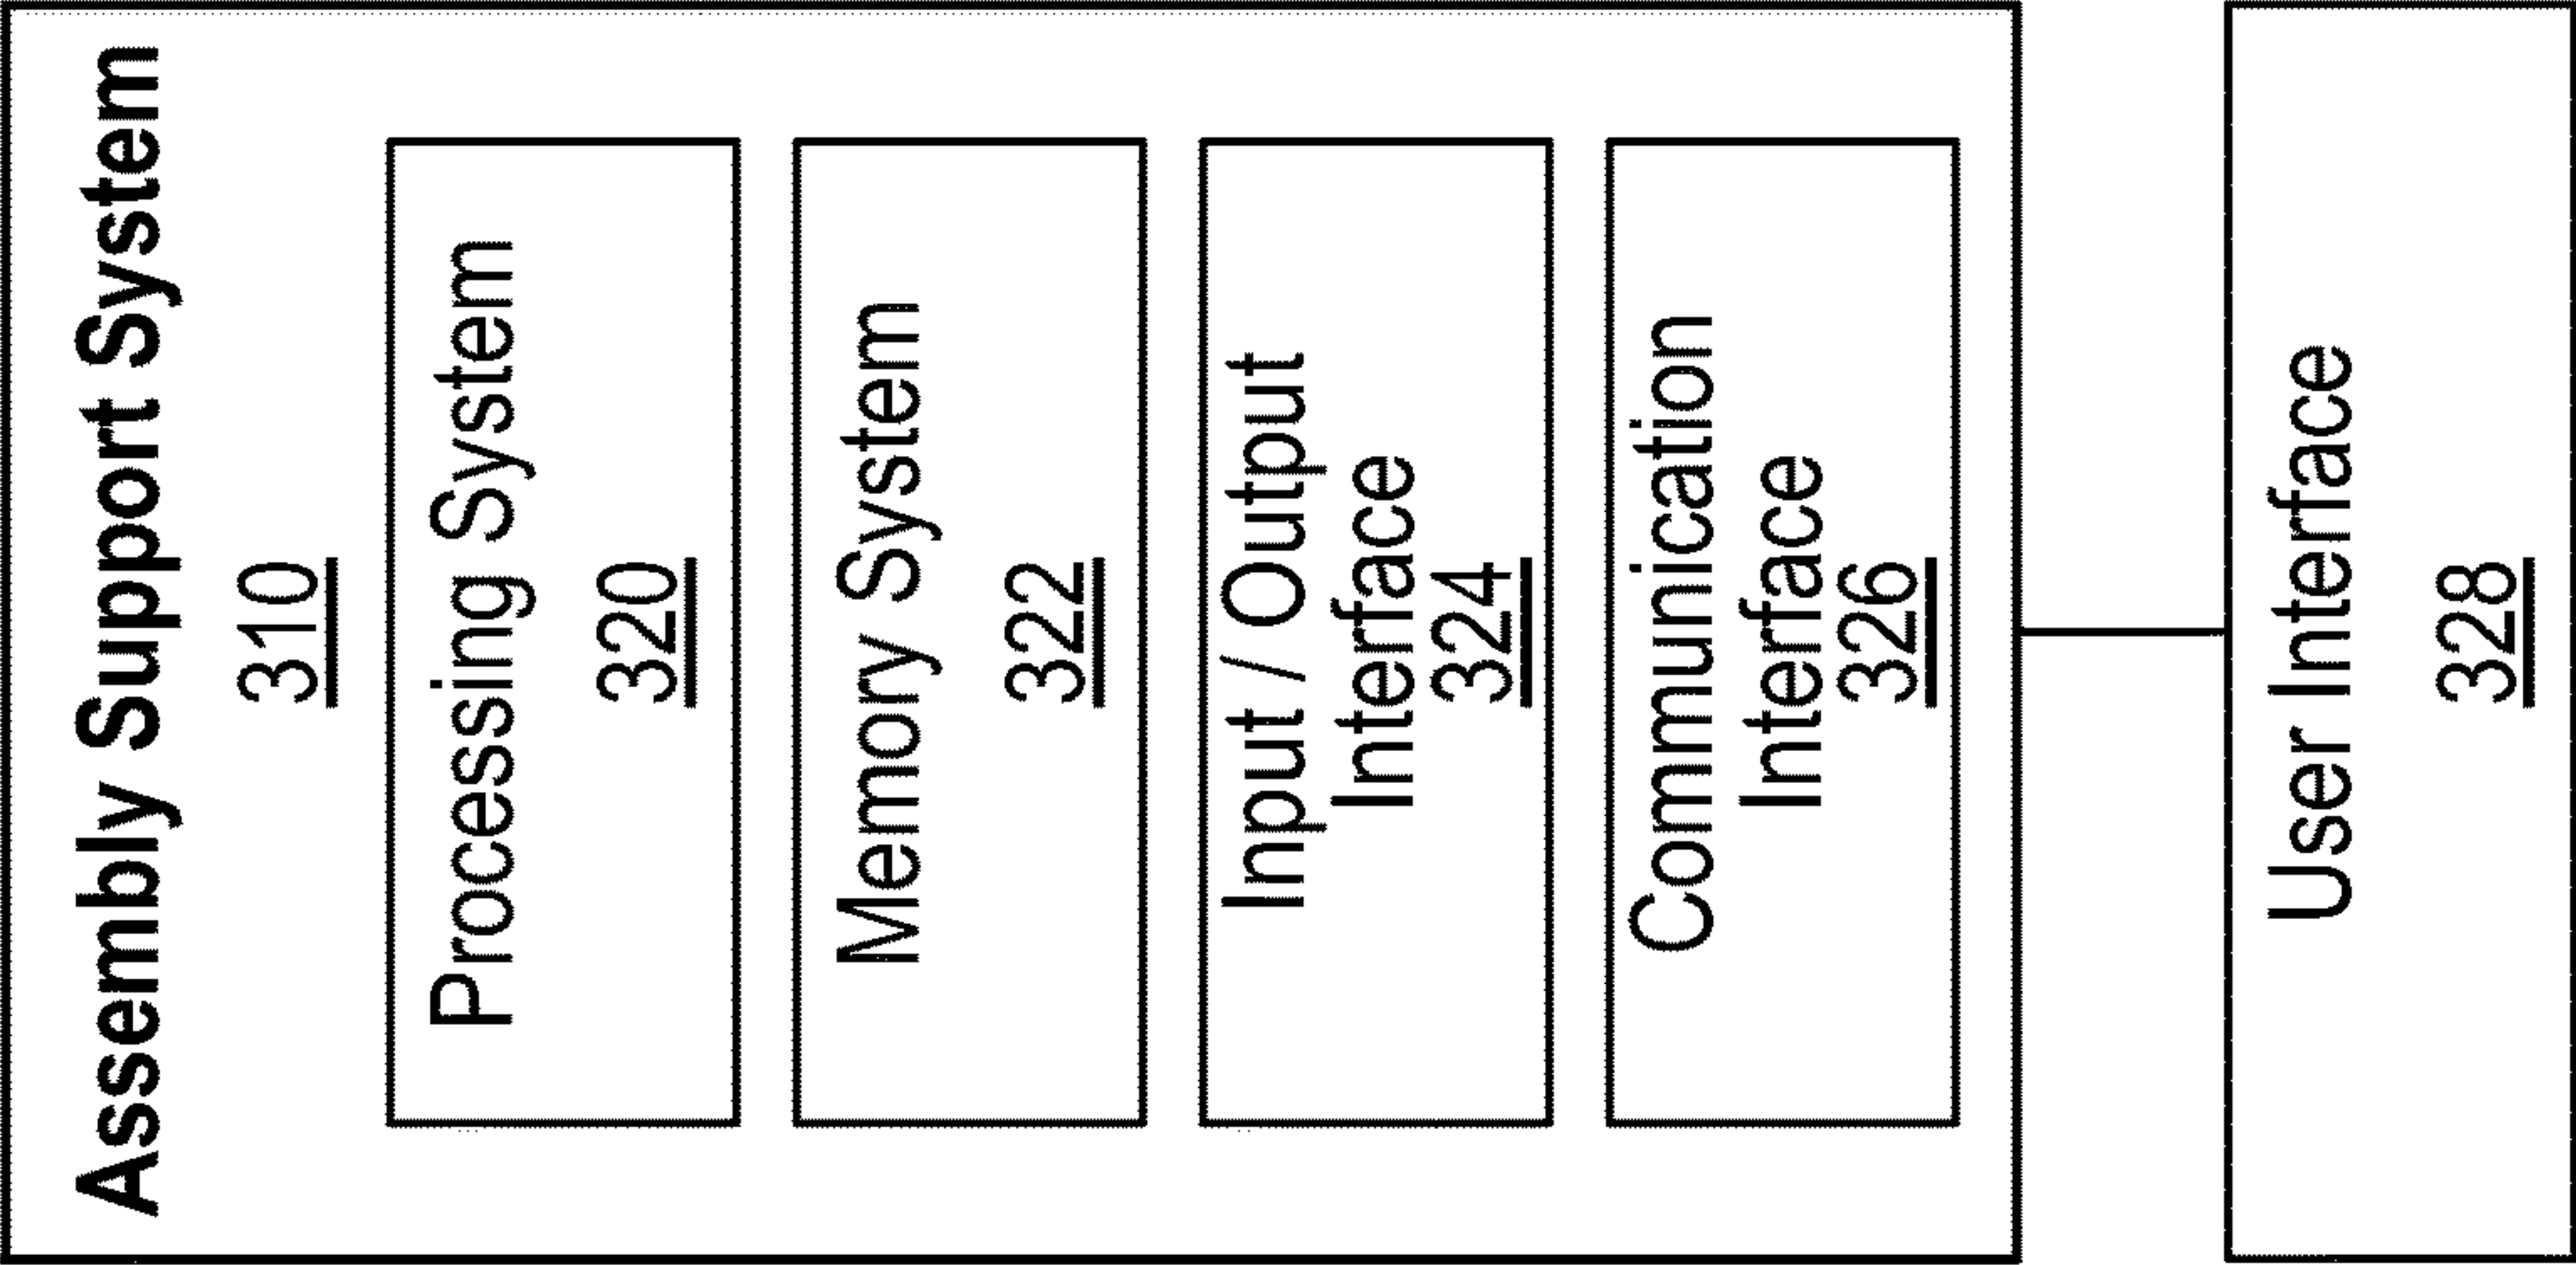 Assembly Support System
310
Processing System
320
Memory System
322
Input / Output
Interface
324
Communication
Interface
326
User Interface
328